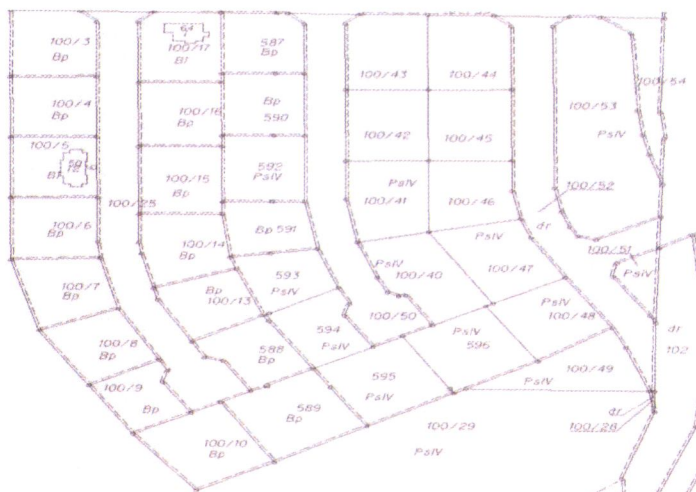 100/3
Bp
100/4
Bp
100/5
100/6
Bp
100/7
Bp
100/8
Bp
100/9
Bp
100/10
Bp
100/25
100/17
100/16
Bp
100/15
Bp
100/14
Bp
100/13
Bp
587
Bp
Bp
590
592
PsIV
Bp 591
593
PsIV
594
PsIV
588
Bp
589
Bp
595
PsIV
596
PsIV
100/43
100/44
100/42
100/45
PsIV
100/41
100/46
PsIV
100/40
PsIV
100/47
PsIV
100/48
PsIV
100/49
PsIV
100/50
100/29
PsIV
100/53
PsIV
100/54
100/52
dr
100/51
PsIV
dr
102
dr
100/28